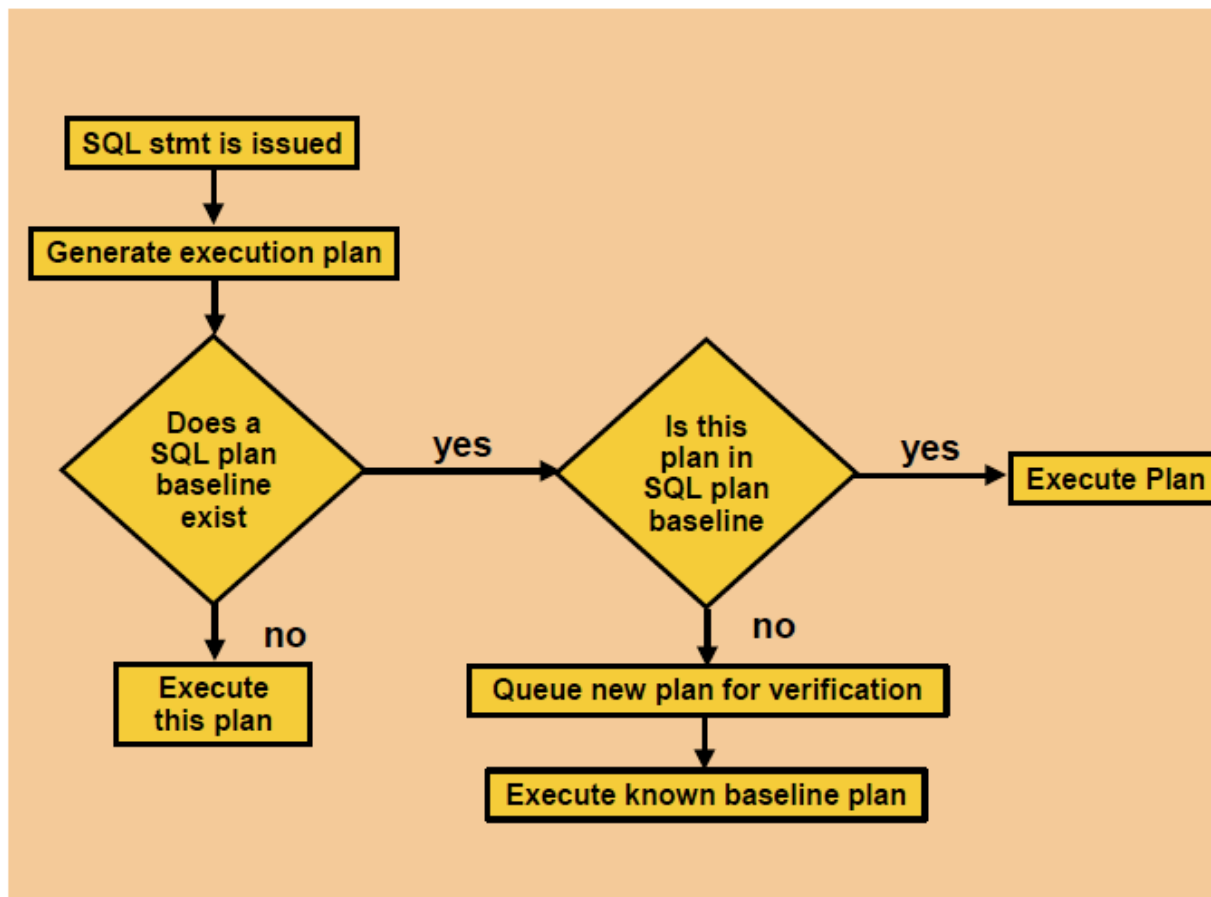 SQL stmt is issued
Generate execution plan
Does a
SQL plan
baseline
exist
yes
Is this
plan in
SQL plan
baseline
yes
Execute Plan
no
Execute
this plan
no
Queue new plan for verification
Execute known baseline plan